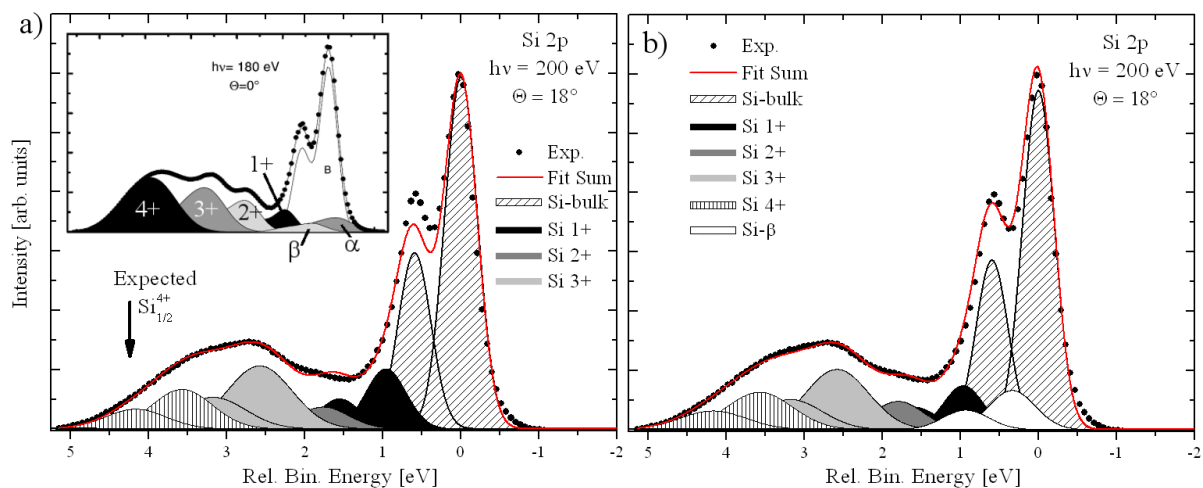 a)
hν= 180 eV
Θ=0°
1+
B
4+
3+
2+
β
α
Si 2p
hν = 200 eV
Θ = 18°
Exp.
Fit Sum
Si-bulk
Si 1+
Si 2+
Si 3+
Expected
Si4+1/2
Intensity [arb. units]
5 4 3 2 1 0 -1
Rel. Bin. Energy [eV]
b)
Exp.
Fit Sum
Si-bulk
Si 1+
Si 2+
Si 3+
Si 4+
Si-β
Si 2p
hν = 200 eV
Θ = 18°
5 4 3 2 1 0 -1 -2
Rel. Bin. Energy [eV]